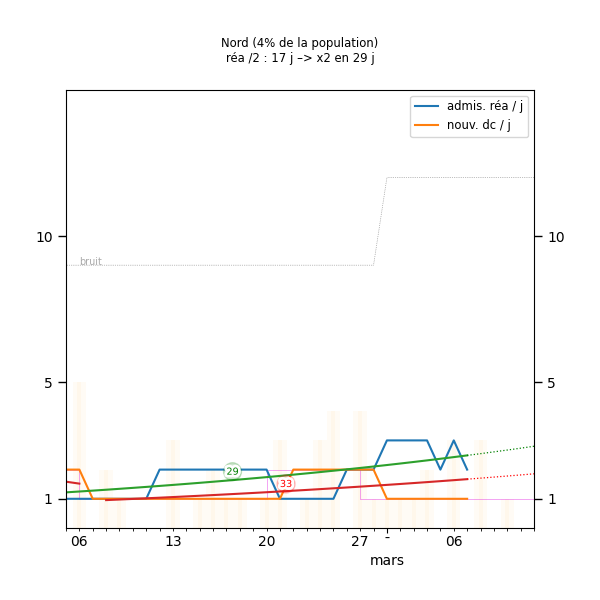 Nord (4% de la population)
réa /2 : 17 j –> x2 en 29 j
admis. réa / j
nouv. dc / j
10
10
bruit
5
5
29
33
1
1
06
13
20
27
-
06
mars